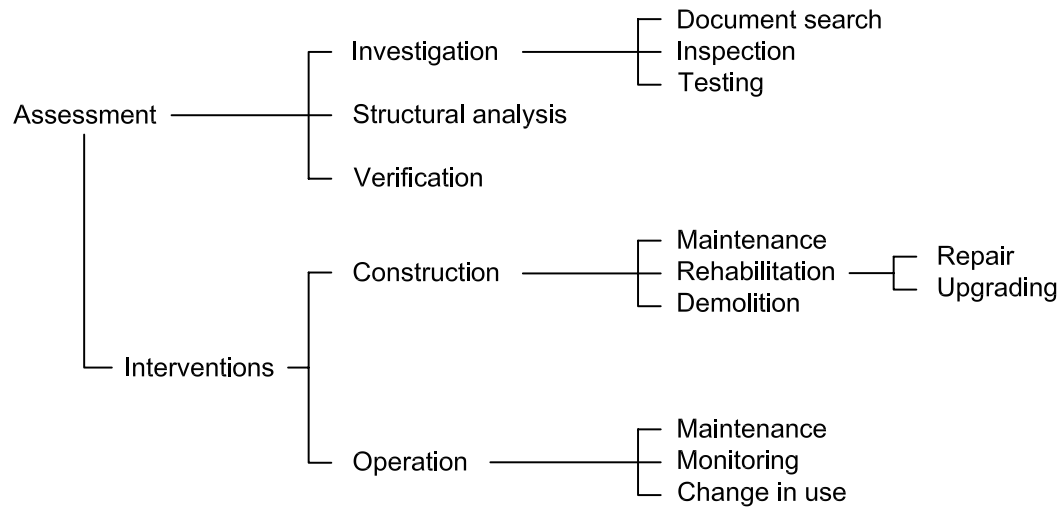 Assessment
Investigation
Document search
Inspection
Testing
Structural analysis
Verification
Interventions
Construction
Maintenance
Rehabilitation
Repair
Upgrading
Demolition
Operation
Maintenance
Monitoring
Change in use